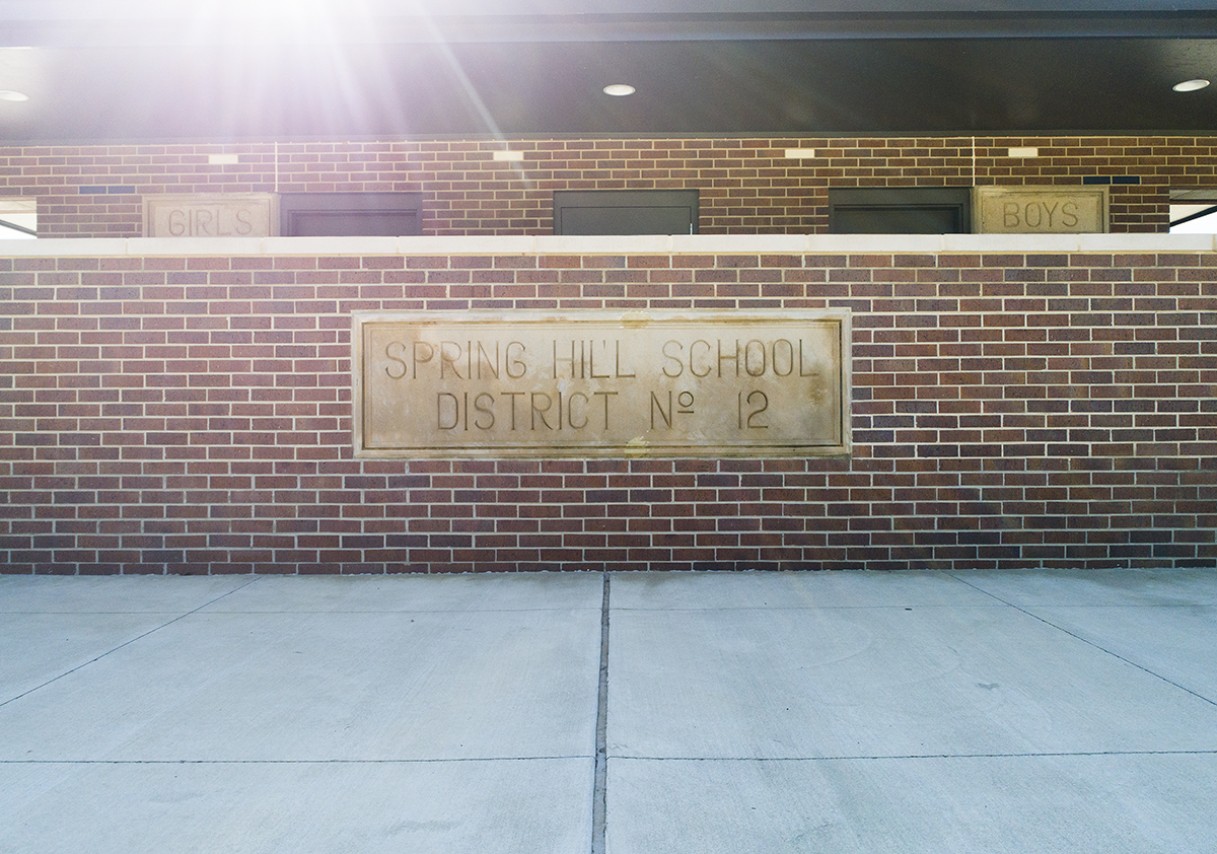 GIRLS
BOYS
SPRING HILL SCHOOL
DISTRICT Nº 12